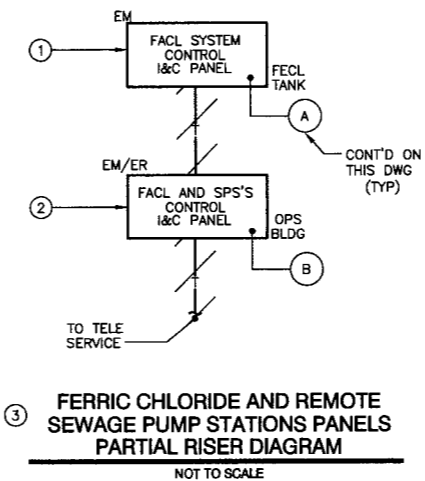 EM
1
FACL SYSTEM
CONTROL
I&C PANEL
FECL
TANK
A
CONT'D ON
THIS DWG
(TYP)
EM/ER
2
FACL AND SPS'S
CONTROL
I&C PANEL
OPS
BLDG
B
TO TELE
SERVICE
3
FERRIC CHLORIDE AND REMOTE
SEWAGE PUMP STATIONS PANELS
PARTIAL RISER DIAGRAM
NOT TO SCALE